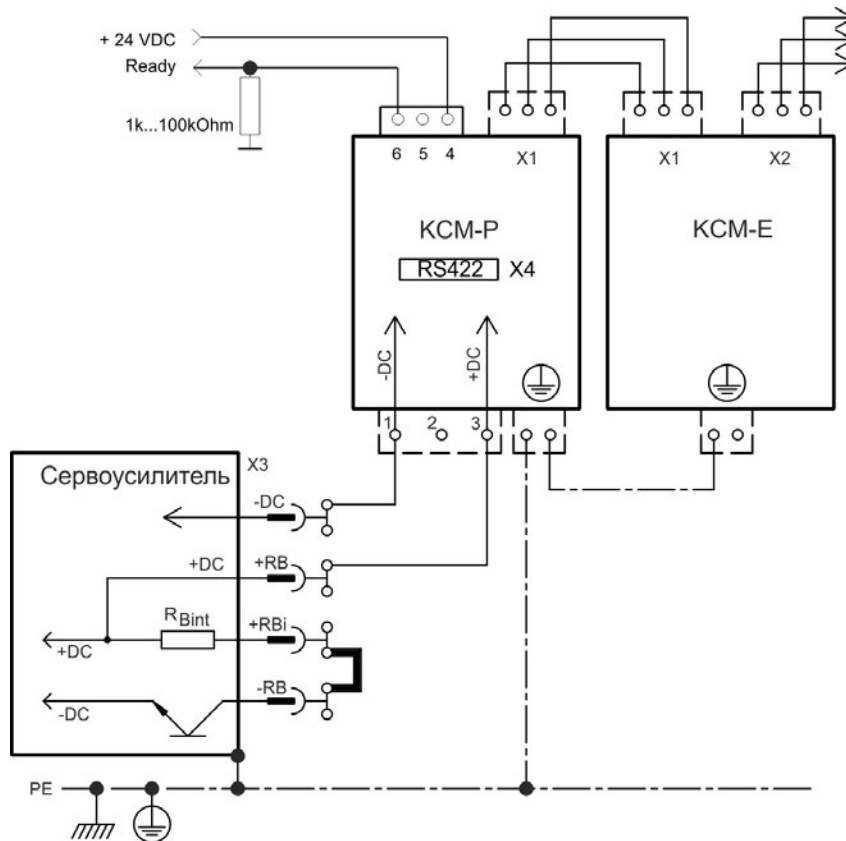 + 24 VDC
Ready
1k...100kOhm
6 5 4
X1
X1
X2
KCM-P
KCM-E
RS422 X4
-DC
+DC
1 2 3
Сервоусилитель
X3
-DC
+DC
+RB
RBint
+RBi
+DC
-RB
-DC
PE